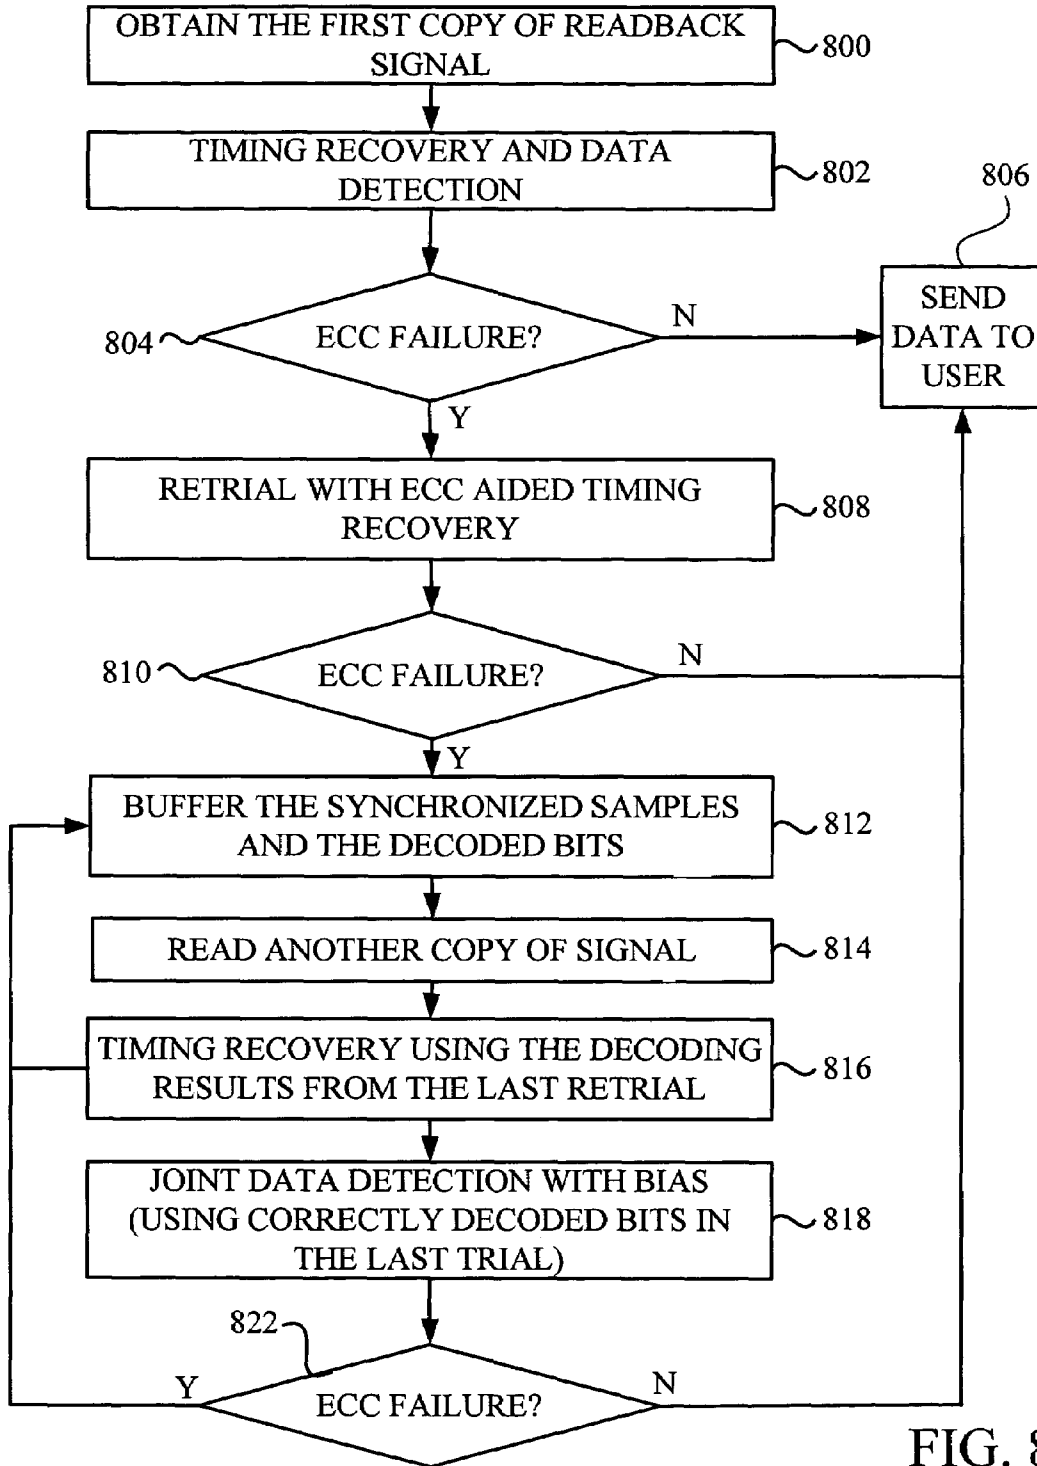 OBTAIN THE FIRST COPY OF READBACK
SIGNAL
800
TIMING RECOVERY AND DATA
DETECTION
802
806
SEND
DATA TO
USER
804
ECC FAILURE?
N
Y
RETRIAL WITH ECC AIDED TIMING
RECOVERY
808
810
ECC FAILURE?
N
Y
BUFFER THE SYNCHRONIZED SAMPLES
AND THE DECODED BITS
812
READ ANOTHER COPY OF SIGNAL
814
TIMING RECOVERY USING THE DECODING
RESULTS FROM THE LAST RETRIAL
816
JOINT DATA DETECTION WITH BIAS
(USING CORRECTLY DECODED BITS IN
THE LAST TRIAL)
818
822
Y
ECC FAILURE?
N
FIG. 8